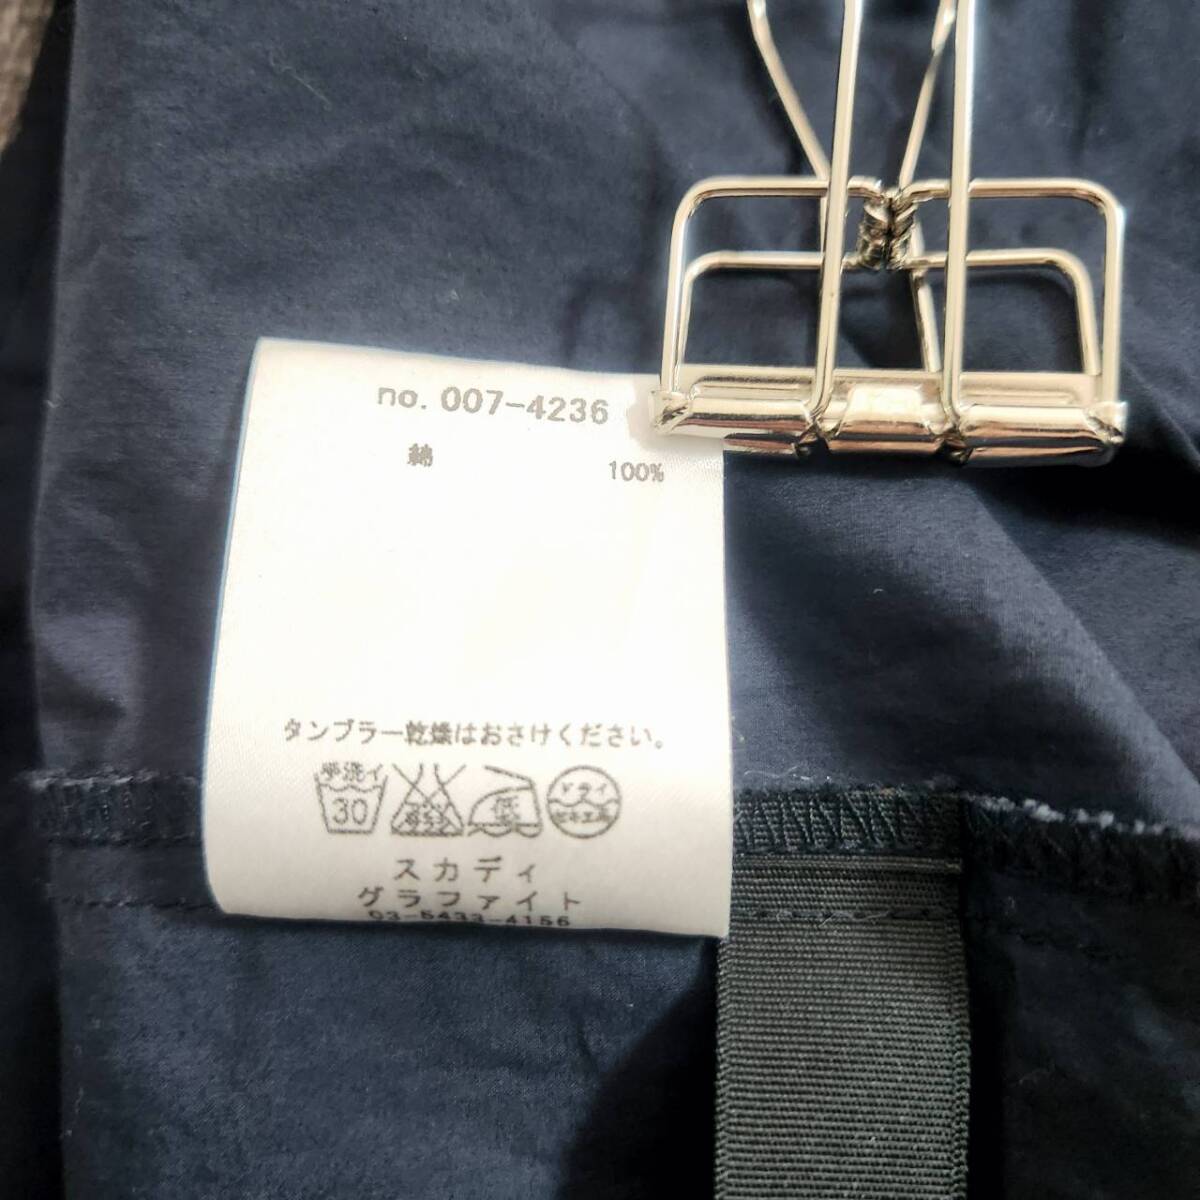 no. 007-4236
綿 100%
タンブラー乾燥はおさけください。
手洗イ 30 低 ドライ セキユ系
スカディ
グラファイト
03-5433-4156